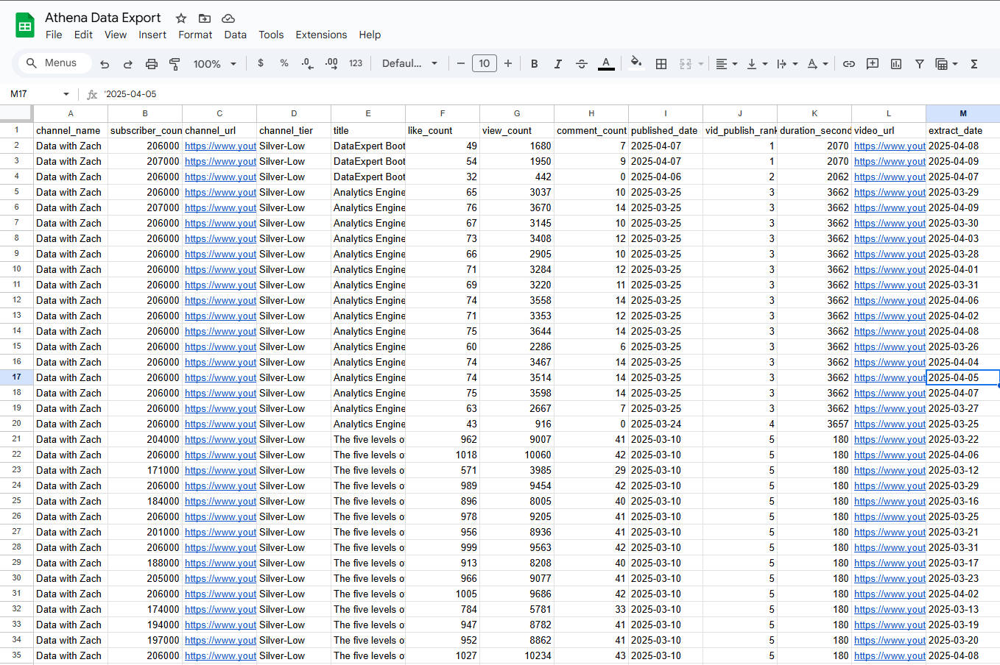 Athena Data Export
File Edit View Insert Format Data Tools Extensions Help
Menus 100% $ % .0 .00 123 Defaul... 10 B I A Σ
M17 fx '2025-04-05
A B C D E F G H I J K L M
1 channel_name subscriber_coun channel_url channel_tier title like_count view_count comment_count published_date vid_publish_rank duration_second video_url extract_date
2 Data with Zach 206000 https://www.yout Silver-Low DataExpert Boot 49 1680 7 2025-04-07 1 2070 https://www.yout 2025-04-08
3 Data with Zach 207000 https://www.yout Silver-Low DataExpert Boot 54 1950 9 2025-04-07 1 2070 https://www.yout 2025-04-09
4 Data with Zach 206000 https://www.yout Silver-Low DataExpert Boot 32 442 0 2025-04-06 2 2062 https://www.yout 2025-04-07
5 Data with Zach 206000 https://www.yout Silver-Low Analytics Engine 65 3037 10 2025-03-25 3 3662 https://www.yout 2025-03-29
6 Data with Zach 207000 https://www.yout Silver-Low Analytics Engine 76 3670 14 2025-03-25 3 3662 https://www.yout 2025-04-09
7 Data with Zach 206000 https://www.yout Silver-Low Analytics Engine 67 3145 10 2025-03-25 3 3662 https://www.yout 2025-03-30
8 Data with Zach 206000 https://www.yout Silver-Low Analytics Engine 73 3408 12 2025-03-25 3 3662 https://www.yout 2025-04-03
9 Data with Zach 206000 https://www.yout Silver-Low Analytics Engine 66 2905 10 2025-03-25 3 3662 https://www.yout 2025-03-28
10 Data with Zach 206000 https://www.yout Silver-Low Analytics Engine 71 3284 12 2025-03-25 3 3662 https://www.yout 2025-04-01
11 Data with Zach 206000 https://www.yout Silver-Low Analytics Engine 69 3220 11 2025-03-25 3 3662 https://www.yout 2025-03-31
12 Data with Zach 206000 https://www.yout Silver-Low Analytics Engine 74 3558 14 2025-03-25 3 3662 https://www.yout 2025-04-06
13 Data with Zach 206000 https://www.yout Silver-Low Analytics Engine 71 3353 12 2025-03-25 3 3662 https://www.yout 2025-04-02
14 Data with Zach 206000 https://www.yout Silver-Low Analytics Engine 75 3644 14 2025-03-25 3 3662 https://www.yout 2025-04-08
15 Data with Zach 206000 https://www.yout Silver-Low Analytics Engine 60 2286 6 2025-03-25 3 3662 https://www.yout 2025-03-26
16 Data with Zach 206000 https://www.yout Silver-Low Analytics Engine 74 3467 14 2025-03-25 3 3662 https://www.yout 2025-04-04
17 Data with Zach 206000 https://www.yout Silver-Low Analytics Engine 74 3514 14 2025-03-25 3 3662 https://www.yout 2025-04-05
18 Data with Zach 206000 https://www.yout Silver-Low Analytics Engine 75 3598 14 2025-03-25 3 3662 https://www.yout 2025-04-07
19 Data with Zach 206000 https://www.yout Silver-Low Analytics Engine 63 2667 7 2025-03-25 3 3662 https://www.yout 2025-03-27
20 Data with Zach 206000 https://www.yout Silver-Low Analytics Engine 43 916 0 2025-03-24 4 3657 https://www.yout 2025-03-25
21 Data with Zach 204000 https://www.yout Silver-Low The five levels o 962 9007 41 2025-03-10 5 180 https://www.yout 2025-03-22
22 Data with Zach 206000 https://www.yout Silver-Low The five levels o 1018 10060 42 2025-03-10 5 180 https://www.yout 2025-04-06
23 Data with Zach 171000 https://www.yout Silver-Low The five levels o 571 3985 29 2025-03-10 5 180 https://www.yout 2025-03-12
24 Data with Zach 206000 https://www.yout Silver-Low The five levels o 989 9454 42 2025-03-10 5 180 https://www.yout 2025-03-29
25 Data with Zach 184000 https://www.yout Silver-Low The five levels o 896 8005 40 2025-03-10 5 180 https://www.yout 2025-03-16
26 Data with Zach 206000 https://www.yout Silver-Low The five levels o 978 9205 41 2025-03-10 5 180 https://www.yout 2025-03-25
27 Data with Zach 201000 https://www.yout Silver-Low The five levels o 956 8936 41 2025-03-10 5 180 https://www.yout 2025-03-21
28 Data with Zach 206000 https://www.yout Silver-Low The five levels o 999 9563 42 2025-03-10 5 180 https://www.yout 2025-03-31
29 Data with Zach 188000 https://www.yout Silver-Low The five levels o 913 8208 40 2025-03-10 5 180 https://www.yout 2025-03-17
30 Data with Zach 205000 https://www.yout Silver-Low The five levels o 966 9077 41 2025-03-10 5 180 https://www.yout 2025-03-23
31 Data with Zach 206000 https://www.yout Silver-Low The five levels o 1005 9686 42 2025-03-10 5 180 https://www.yout 2025-04-02
32 Data with Zach 174000 https://www.yout Silver-Low The five levels o 784 5781 33 2025-03-10 5 180 https://www.yout 2025-03-13
33 Data with Zach 194000 https://www.yout Silver-Low The five levels o 947 8782 41 2025-03-10 5 180 https://www.yout 2025-03-19
34 Data with Zach 197000 https://www.yout Silver-Low The five levels o 952 8862 41 2025-03-10 5 180 https://www.yout 2025-03-20
35 Data with Zach 206000 https://www.yout Silver-Low The five levels o 1027 10234 43 2025-03-10 5 180 https://www.yout 2025-04-08